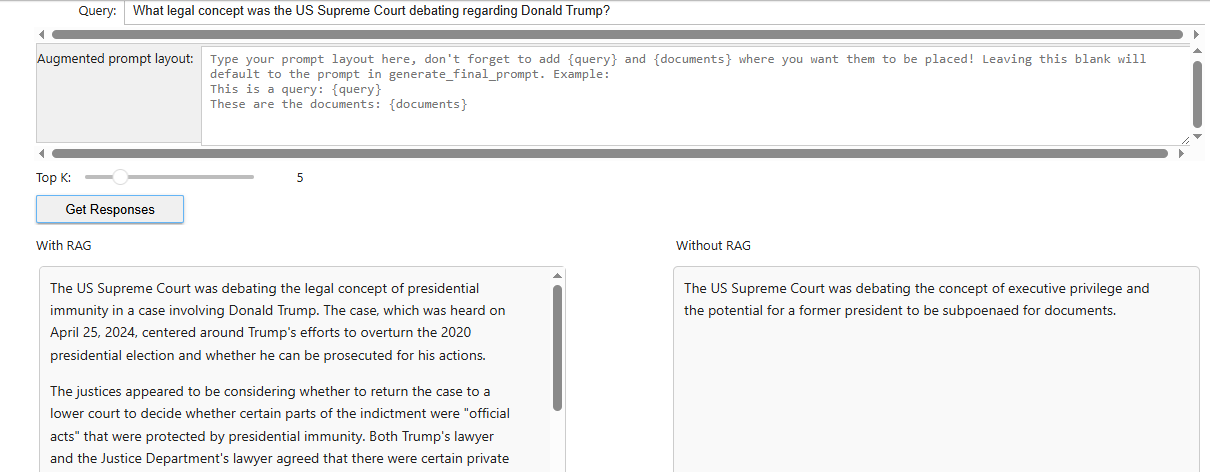 Query: What legal concept was the US Supreme Court debating regarding Donald Trump?
Augmented prompt layout: Type your prompt layout here, don't forget to add {query} and {documents} where you want them to be placed! Leaving this blank will
default to the prompt in generate_final_prompt. Example:
This is a query: {query}
These are the documents: {documents}
Top K: 5
Get Responses
With RAG
The US Supreme Court was debating the legal concept of presidential
immunity in a case involving Donald Trump. The case, which was heard on
April 25, 2024, centered around Trump's efforts to overturn the 2020
presidential election and whether he can be prosecuted for his actions.
The justices appeared to be considering whether to return the case to a
lower court to decide whether certain parts of the indictment were "official
acts" that were protected by presidential immunity. Both Trump's lawyer
and the Justice Department's lawyer agreed that there were certain private
Without RAG
The US Supreme Court was debating the concept of executive privilege and
the potential for a former president to be subpoenaed for documents.